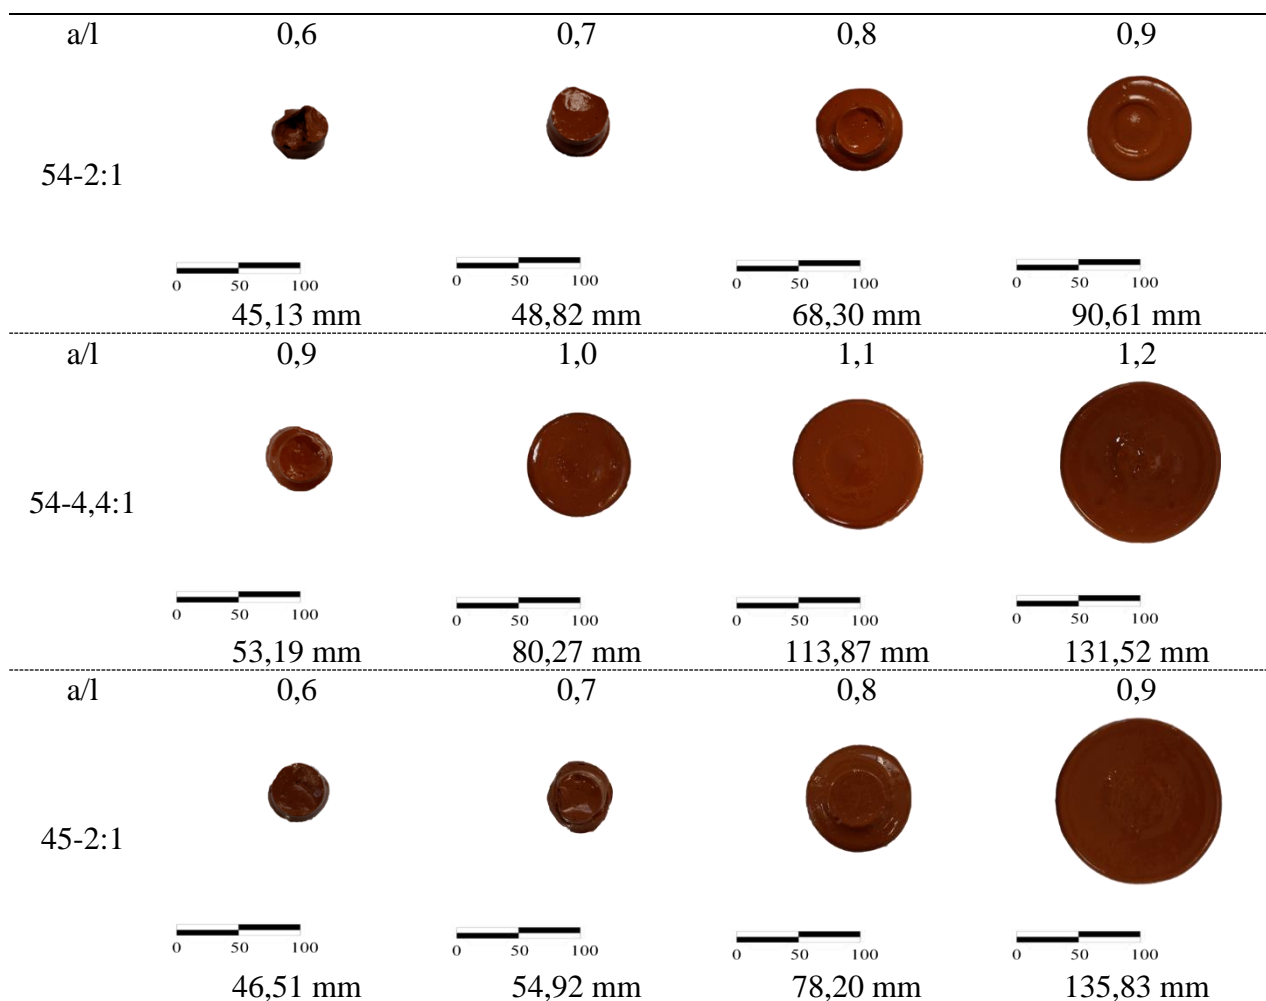 a/l 0,6 0,7 0,8 0,9
54-2:1
0 50 100 0 50 100 0 50 100 0 50 100
45,13 mm 48,82 mm 68,30 mm 90,61 mm
a/l 0,9 1,0 1,1 1,2
54-4,4:1
0 50 100 0 50 100 0 50 100 0 50 100
53,19 mm 80,27 mm 113,87 mm 131,52 mm
a/l 0,6 0,7 0,8 0,9
45-2:1
0 50 100 0 50 100 0 50 100 0 50 100
46,51 mm 54,92 mm 78,20 mm 135,83 mm